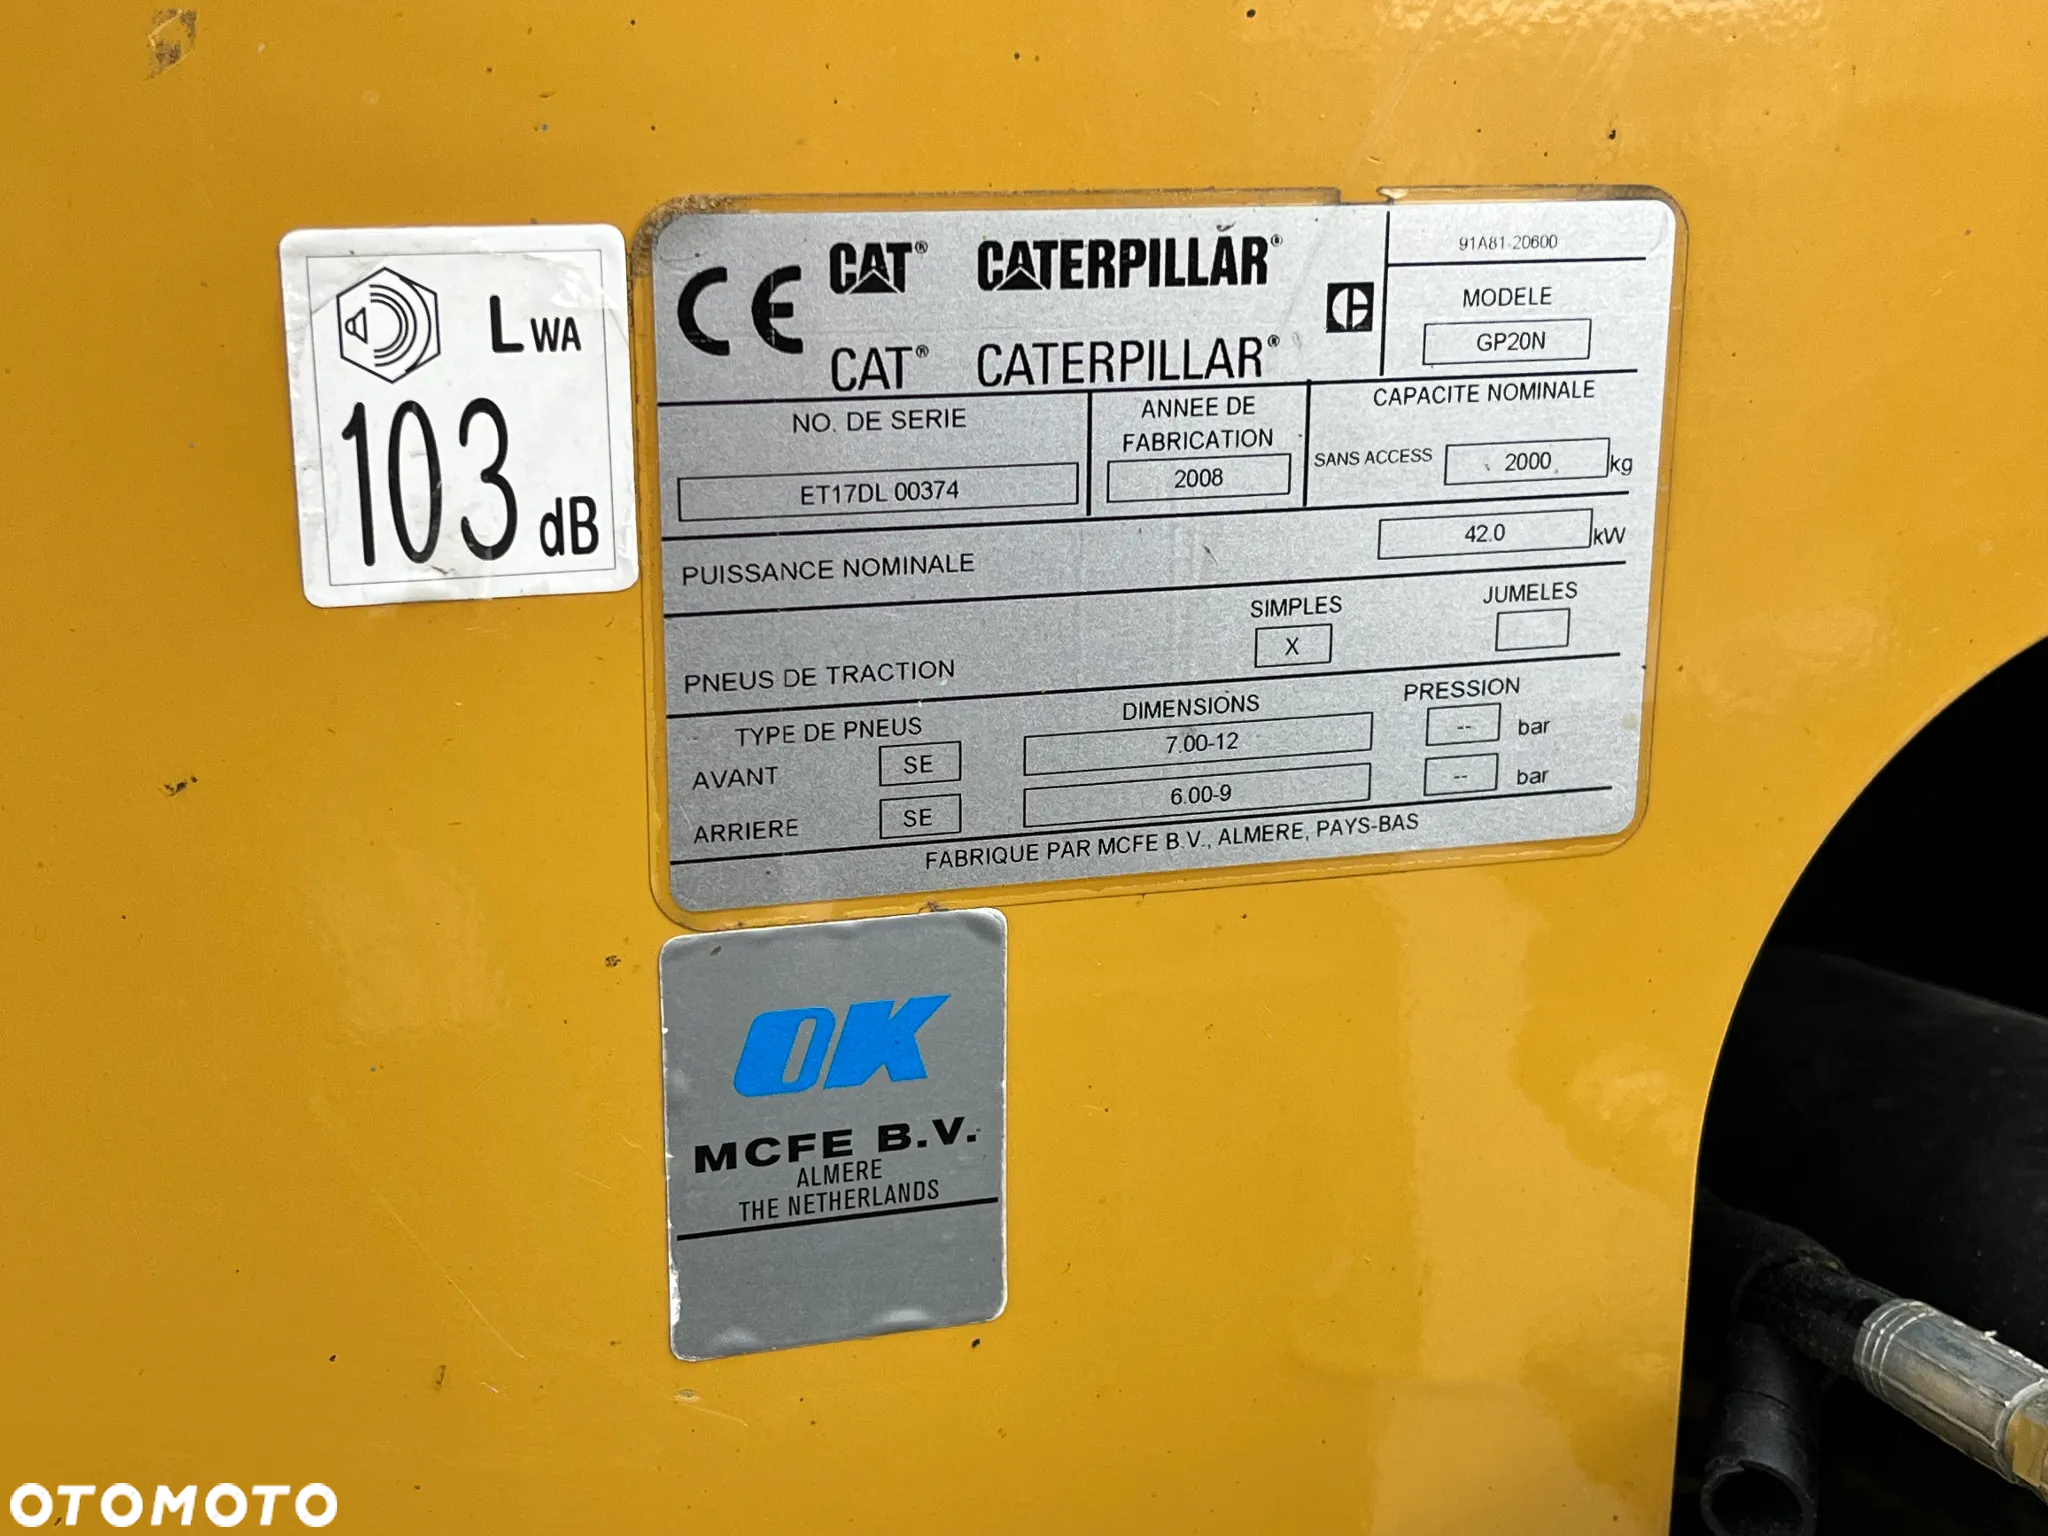 L WA
103 dB
CE
CAT® CATERPILLAR®
CAT® CATERPILLAR®
91A81-20600
MODELE
GP20N
NO. DE SERIE
ET17DL 00374
ANNEE DE
FABRICATION
2008
CAPACITE NOMINALE
SANS ACCESS 2000 kg
PUISSANCE NOMINALE 42.0 kW
SIMPLES JUMELES
PNEUS DE TRACTION X
TYPE DE PNEUS DIMENSIONS PRESSION
AVANT SE 7.00-12 -- bar
ARRIERE SE 6.00-9 -- bar
FABRIQUE PAR MCFE B.V., ALMERE, PAYS-BAS
OK
MCFE B.V.
ALMERE
THE NETHERLANDS
OTOMOTO